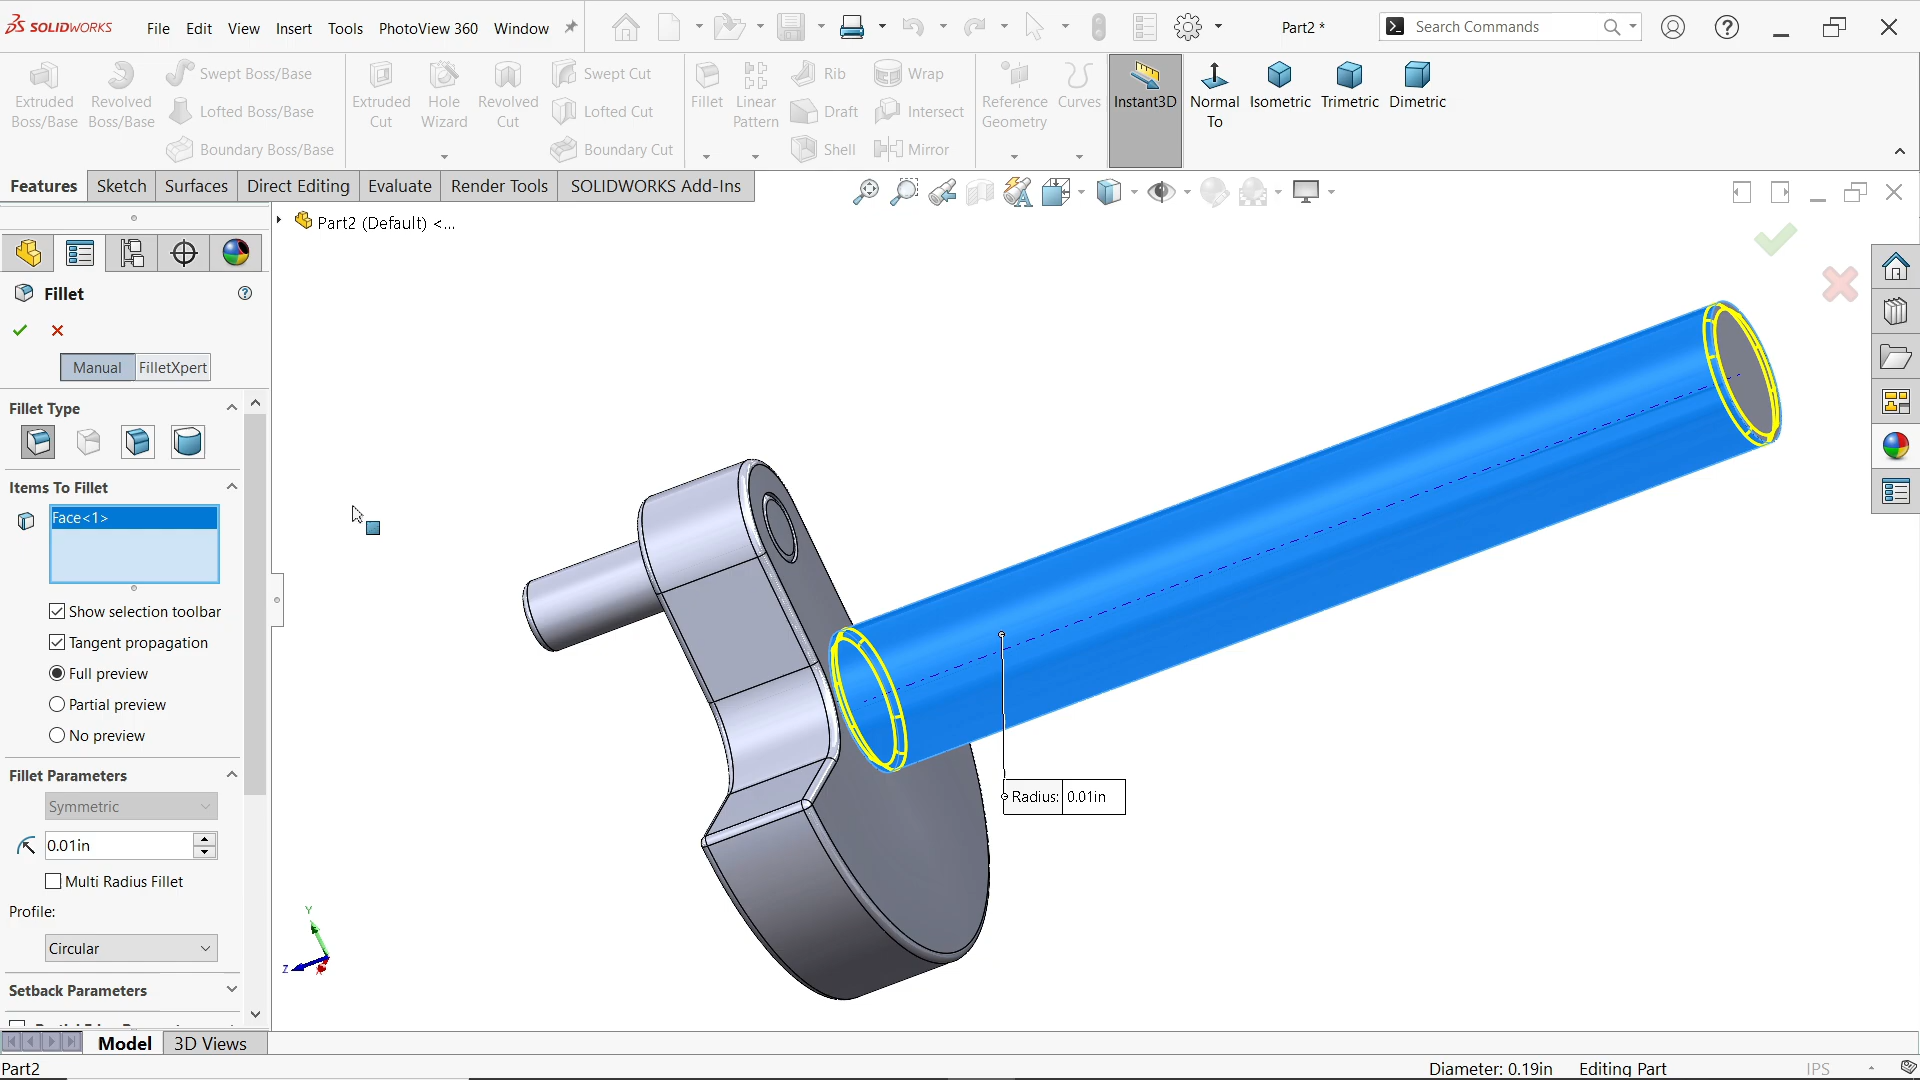 SOLIDWORKS File Edit View Insert Tools PhotoView 360 Window Part2 * Search Commands
Extruded Boss/Base
Revolved Boss/Base
Swept Boss/Base
Lofted Boss/Base
Boundary Boss/Base
Extruded Cut
Hole Wizard
Revolved Cut
Swept Cut
Lofted Cut
Boundary Cut
Fillet
Linear Pattern
Rib
Draft
Shell
Wrap
Intersect
Mirror
Reference Geometry
Curves
Instant3D
Normal To
Isometric
Trimetric
Dimetric
Features Sketch Surfaces Direct Editing Evaluate Render Tools SOLIDWORKS Add-Ins
Part2 (Default) <...
Fillet
Manual FilletXpert
Fillet Type
Items To Fillet
Face<1>
Show selection toolbar
Tangent propagation
Full preview
Partial preview
No preview
Fillet Parameters
Symmetric
0.01in
Multi Radius Fillet
Profile:
Circular
Setback Parameters
Radius: 0.01in
Y
Z
Model 3D Views
Part2 Diameter: 0.19in Editing Part IPS